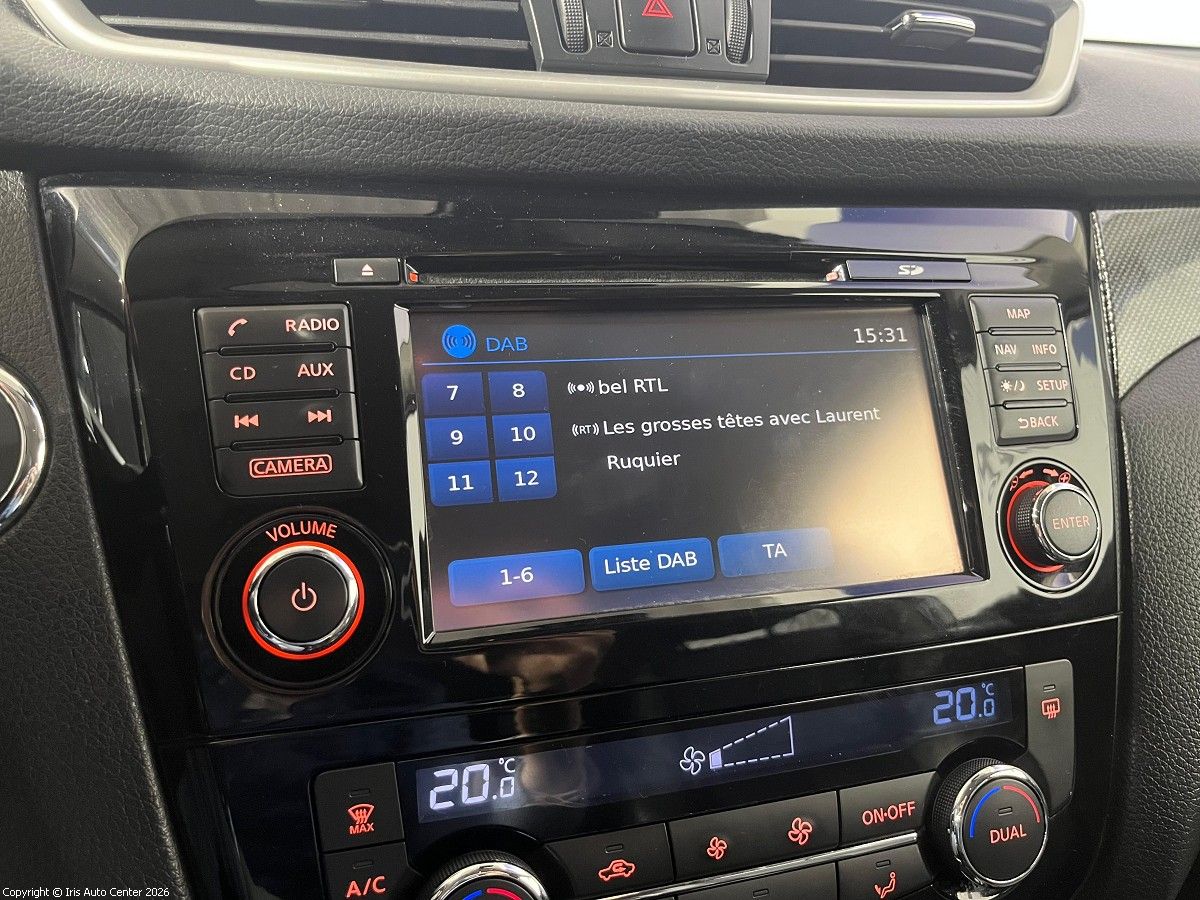 SD
RADIO
CD AUX
CAMERA
VOLUME
DAB 15:31
7 8
9 10
11 12
bel RTL
(RT) Les grosses têtes avec Laurent
Ruquier
1-6 Liste DAB TA
MAP
NAV INFO
SETUP
BACK
ENTER
20.0 °C
20.0 °C
MAX
A/C
ON·OFF
DUAL
Copyright © Iris Auto Center 2026